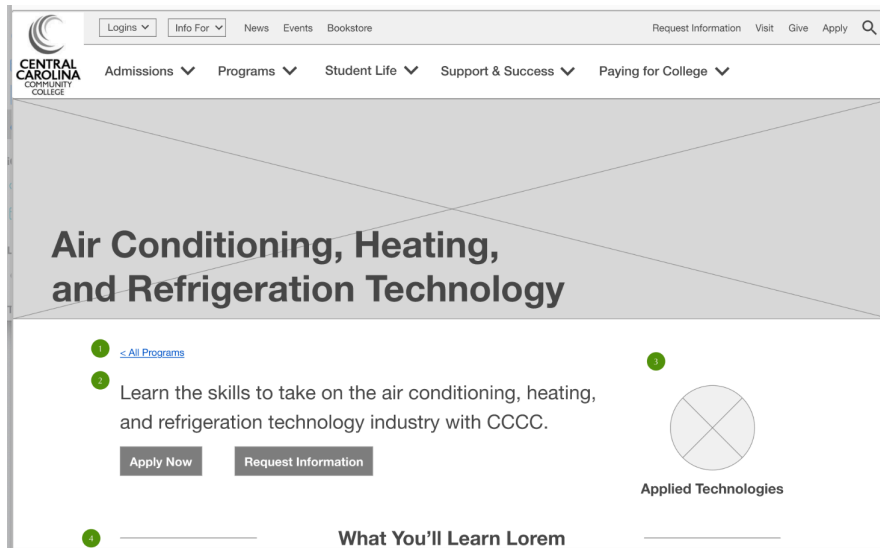 Logins
Info For
News
Events
Bookstore
Request Information
Visit
Give
Apply
CENTRAL
CAROLINA
COMMUNITY
COLLEGE
Admissions
Programs
Student Life
Support & Success
Paying for College
Air Conditioning, Heating,
and Refrigeration Technology
1
< All Programs
2
3
Learn the skills to take on the air conditioning, heating,
and refrigeration technology industry with CCCC.
Apply Now
Request Information
Applied Technologies
4
What You'll Learn Lorem